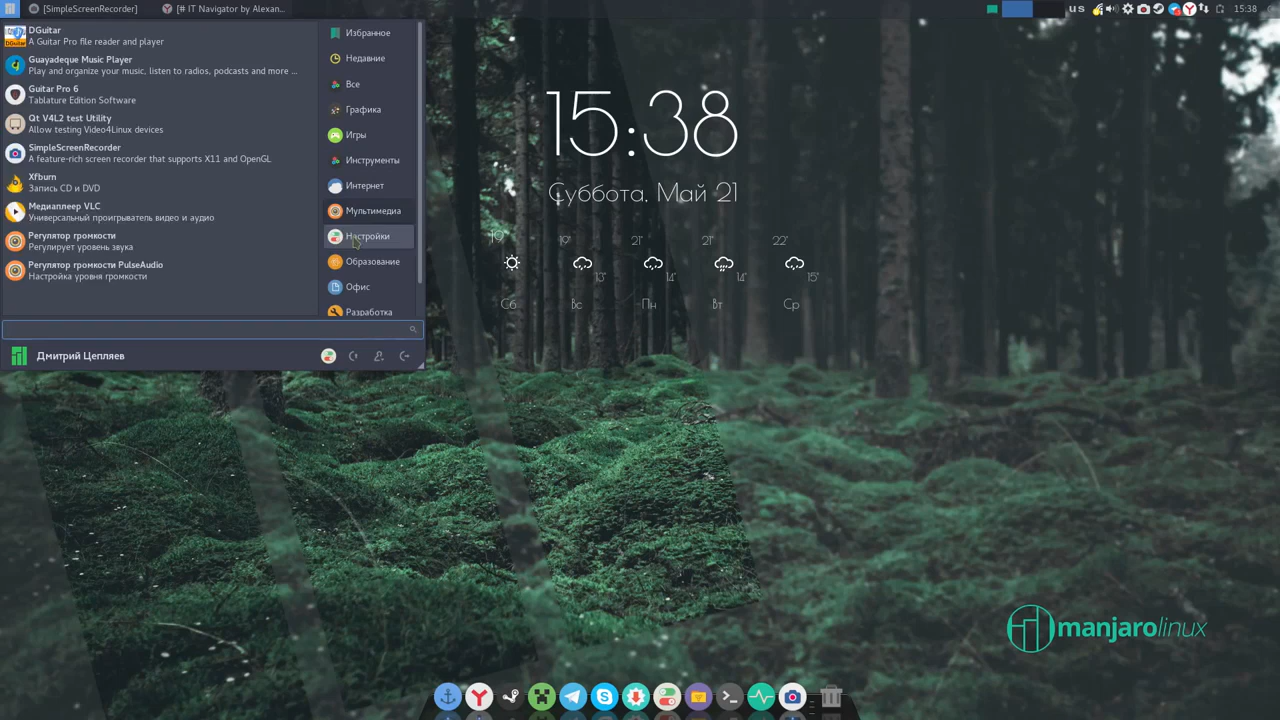 [SimpleScreenRecorder]
[# IT Navigator by Alexan...
us
15:38
DGuitar
A Guitar Pro file reader and player
Guayadeque Music Player
Play and organize your music, listen to radios, podcasts and more ...
Guitar Pro 6
Tablature Edition Software
Qt V4L2 test Utility
Allow testing Video4Linux devices
SimpleScreenRecorder
A feature-rich screen recorder that supports X11 and OpenGL
Xfburn
Запись CD и DVD
Медиаплеер VLC
Универсальный проигрыватель видео и аудио
Регулятор громкости
Регулирует уровень звука
Регулятор громкости PulseAudio
Настройка уровня громкости
Избранное
Недавние
Все
Графика
Игры
Инструменты
Интернет
Мультимедиа
Настройки
Образование
Офис
Разработка
Дмитрий Цепляев
15:38
Суббота, Май 21
19° 19° 21° 21° 22°
13° 14° 14° 15°
Сб Вс Пн Вт Ср
manjarolinux